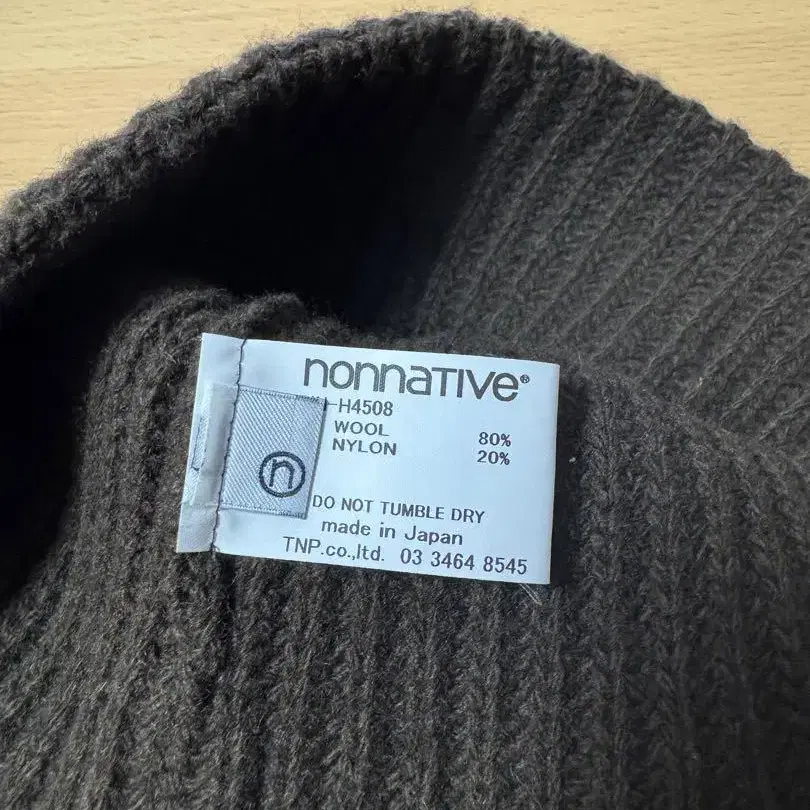 nonnative®
-H4508
WOOL 80%
NYLON 20%
n
DO NOT TUMBLE DRY
made in Japan
TNP.co.,ltd. 03 3464 8545